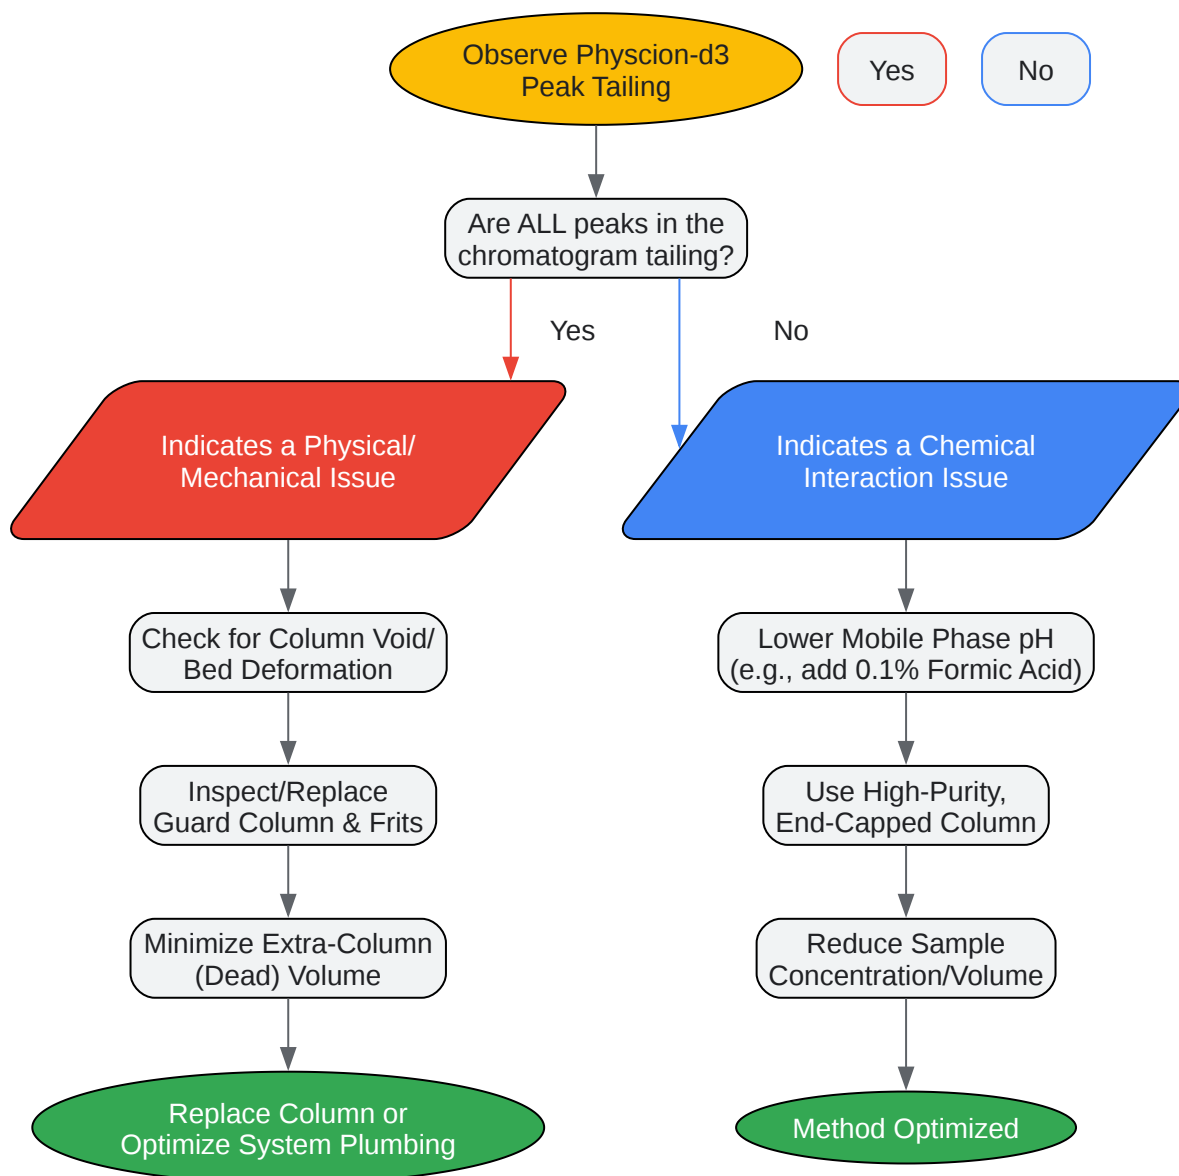 Observe Physcion-d3
Peak Tailing
Yes
No
Are ALL peaks in the
chromatogram tailing?
Yes
No
Indicates a Physical/
Mechanical Issue
Indicates a Chemical
Interaction Issue
Check for Column Void/
Bed Deformation
Lower Mobile Phase pH
(e.g., add 0.1% Formic Acid)
Inspect/Replace
Guard Column & Frits
Use High-Purity,
End-Capped Column
Minimize Extra-Column
(Dead) Volume
Reduce Sample
Concentration/Volume
Replace Column or
Optimize System Plumbing
Method Optimized